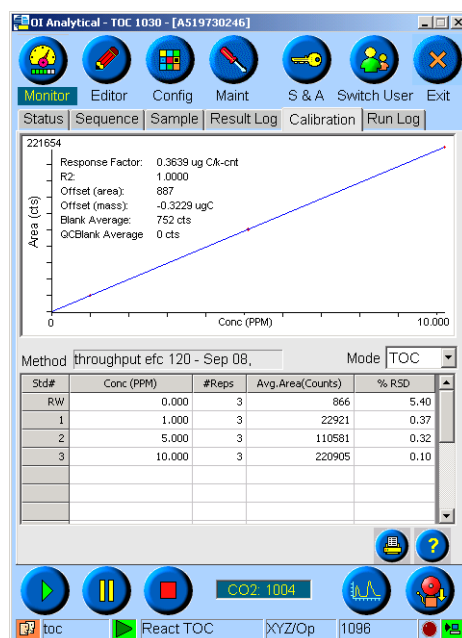 OI Analytical - TOC 1030 - [A519730246]
Monitor Editor Config Maint S & A Switch User Exit
Status Sequence Sample Result Log Calibration Run Log
221654
Response Factor: 0.3639 ug C/k-cnt
R2: 1.0000
Offset (area): 887
Offset (mass): -0.3229 ugC
Blank Average: 752 cts
QCBlank Average 0 cts
Area (cts)
0 Conc (PPM) 10.000
Method throughput efc 120 - Sep 08, Mode TOC
Std# Conc (PPM) #Reps Avg.Area(Counts) % RSD
RW 0.000 3 866 5.40
1 1.000 3 22921 0.37
2 5.000 3 110581 0.32
3 10.000 3 220905 0.10
?
CO2: 1004
toc React TOC XYZ/Op 1096